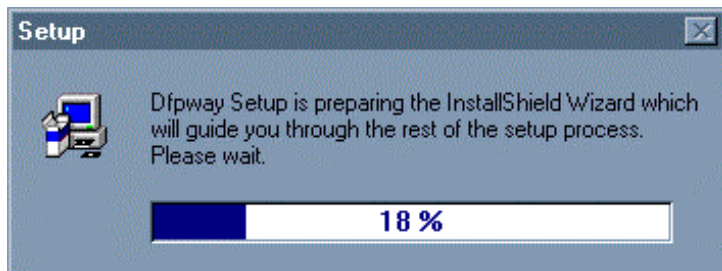 Setup
Dfpway Setup is preparing the InstallShield Wizard which
will guide you through the rest of the setup process.
Please wait.
18 %